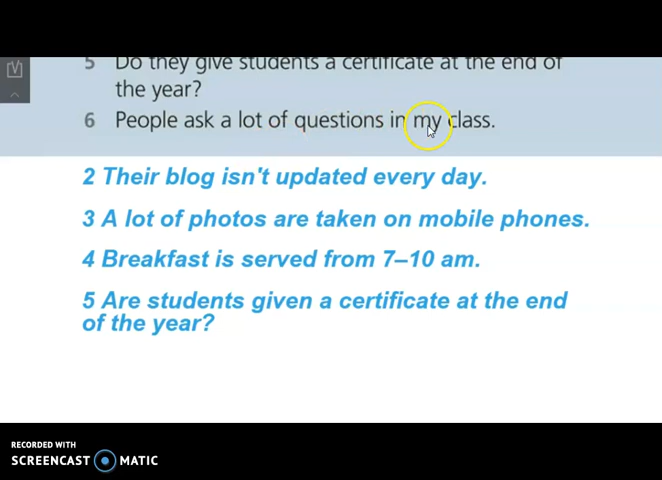 5 Do they give students a certificate at the end of
the year?
6 People ask a lot of questions in my class.
2 Their blog isn't updated every day.
3 A lot of photos are taken on mobile phones.
4 Breakfast is served from 7–10 am.
5 Are students given a certificate at the end
of the year?
RECORDED WITH
SCREENCAST MATIC